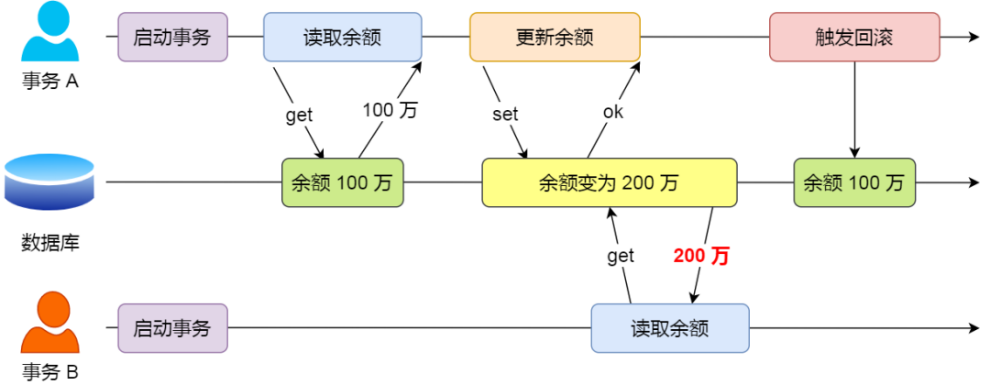 启动事务
读取余额
更新余额
触发回滚
事务 A
get
100 万
set
ok
余额 100 万
余额变为 200 万
余额 100 万
数据库
get
200 万
启动事务
读取余额
事务 B